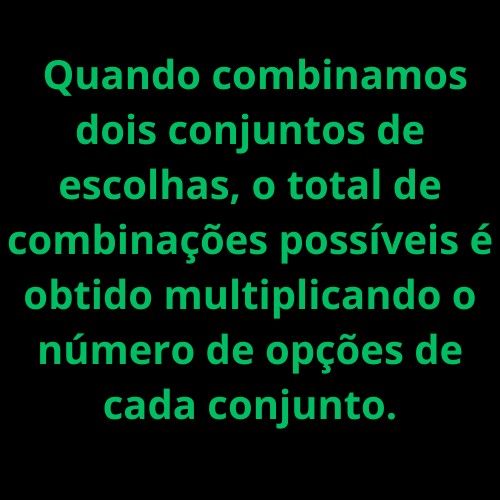 Quando combinamos
dois conjuntos de
escolhas, o total de
combinações possíveis é
obtido multiplicando o
número de opções de
cada conjunto.